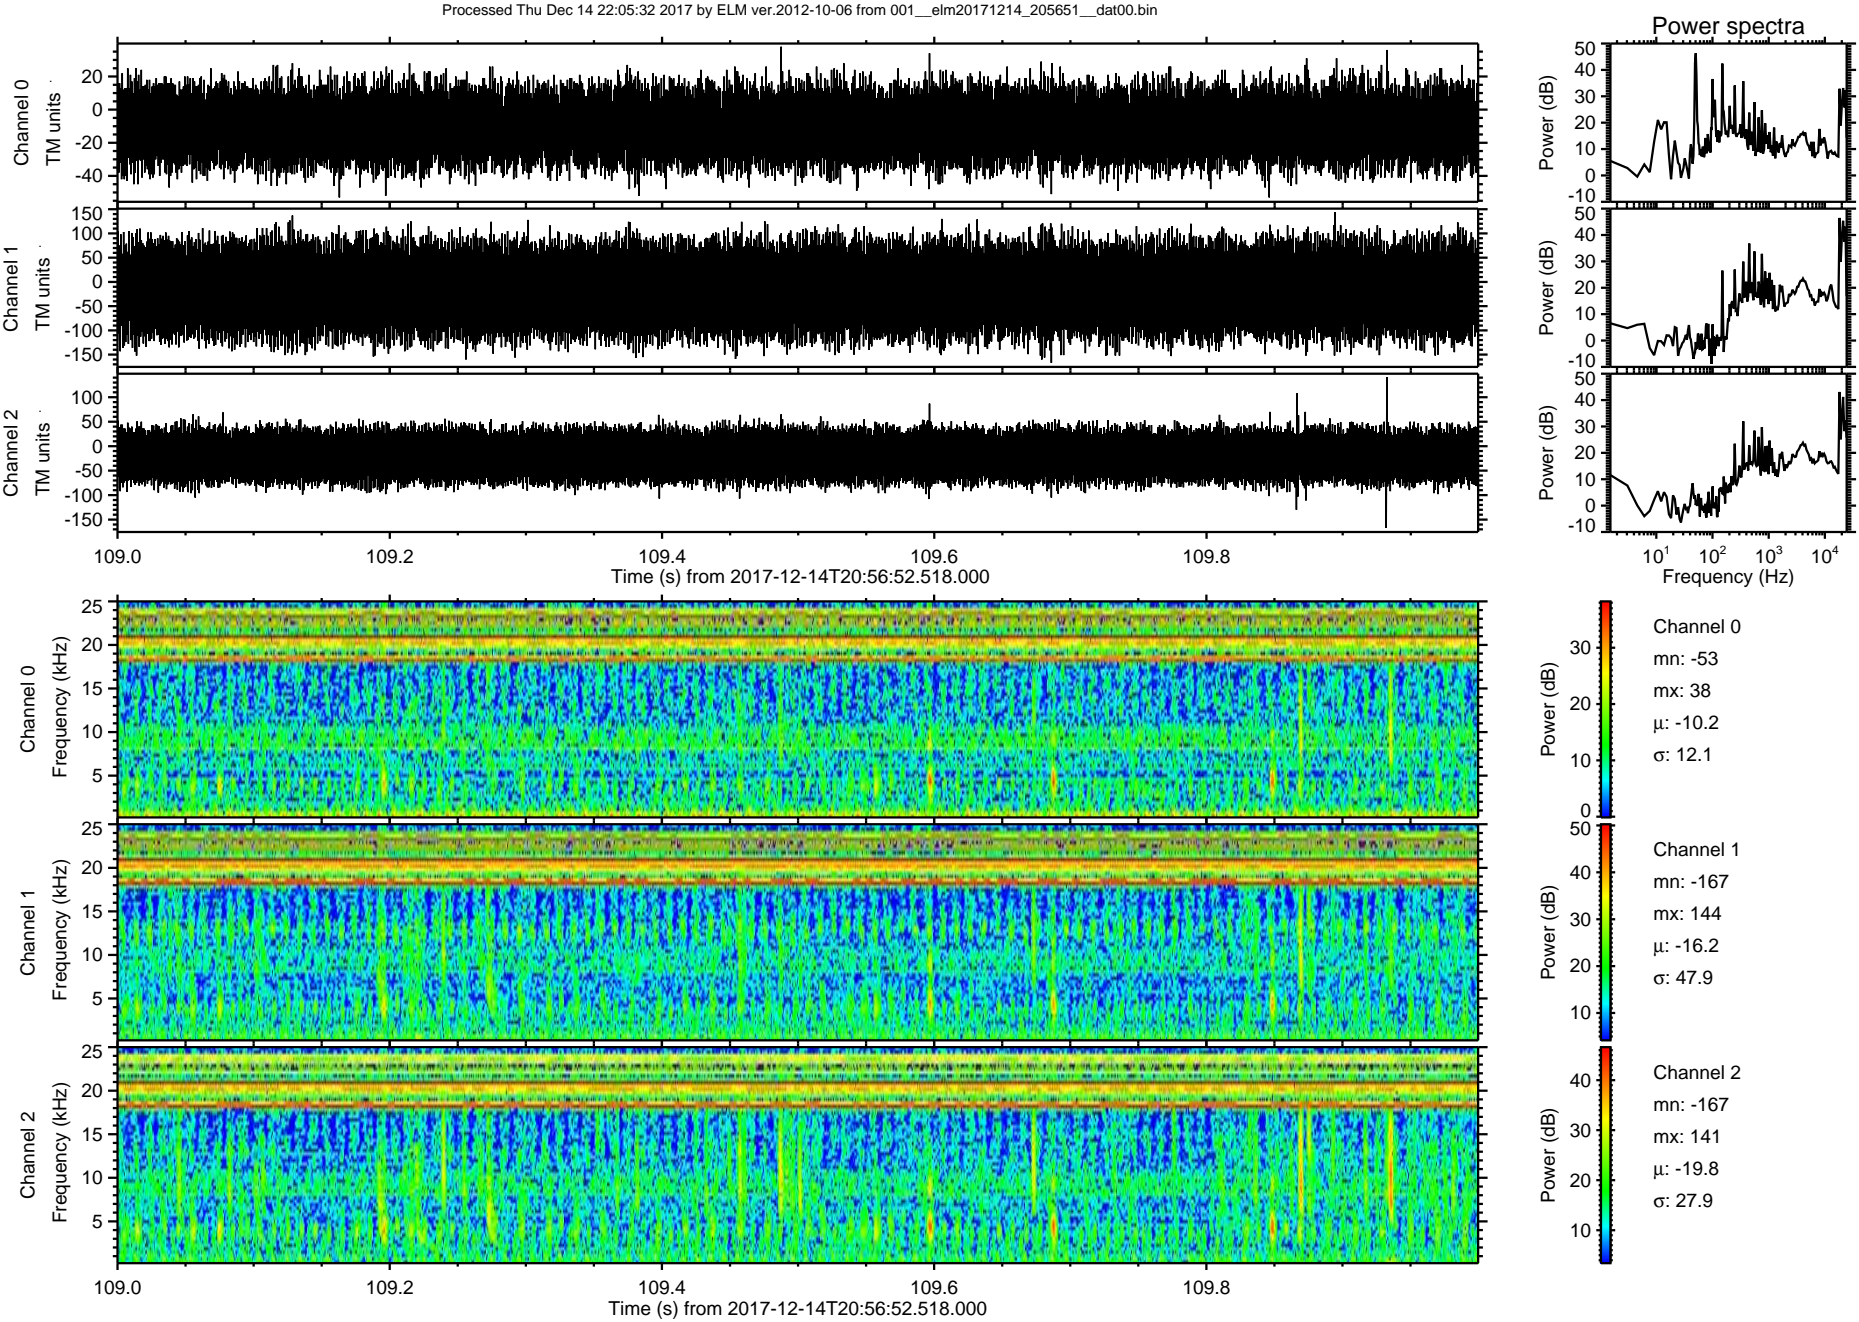 Processed Thu Dec 14 22:05:32 2017 by ELM ver.2012-10-06 from 001__elm20171214_205651__dat00.bin
Power spectra
Channel 0
TM units
20
0
-20
-40
Power (dB)
50
40
30
20
10
0
-10
Channel 1
TM units
150
100
50
0
-50
-100
-150
Power (dB)
50
40
30
20
10
0
-10
Channel 2
TM units
100
50
0
-50
-100
-150
Power (dB)
50
40
30
20
10
0
-10
109.0 109.2 109.4 109.6 109.8
Time (s) from 2017-12-14T20:56:52.518.000
10¹ 10² 10³ 10⁴
Frequency (Hz)
Channel 0
Frequency (kHz)
25
20
15
10
5
Power (dB)
30
20
10
0
Channel 0
mn: -53
mx: 38
μ: -10.2
σ: 12.1
Channel 1
Frequency (kHz)
25
20
15
10
5
Power (dB)
50
40
30
20
10
Channel 1
mn: -167
mx: 144
μ: -16.2
σ: 47.9
Channel 2
Frequency (kHz)
25
20
15
10
5
Power (dB)
40
30
20
10
Channel 2
mn: -167
mx: 141
μ: -19.8
σ: 27.9
109.0 109.2 109.4 109.6 109.8
Time (s) from 2017-12-14T20:56:52.518.000